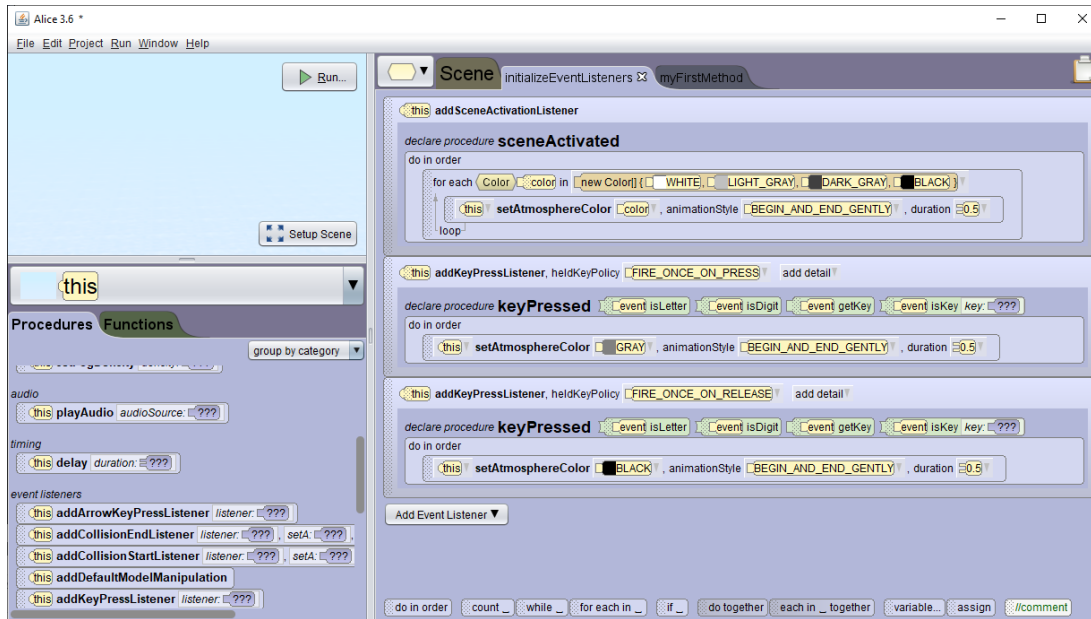 Alice 3.6 *
File Edit Project Run Window Help
Run...
Setup Scene
this
Procedures Functions
group by category
audio
this playAudio audioSource: ???
timing
this delay duration: ???
event listeners
this addArrowKeyPressListener listener: ???
this addCollisionEndListener listener: ??? , setA: ??? ,
this addCollisionStartListener listener: ??? , setA: ???
this addDefaultModelManipulation
this addKeyPressListener listener: ???
Scene initializeEventListeners myFirstMethod
this addSceneActivationListener
declare procedure sceneActivated
do in order
for each Color color in new Color[] { WHITE, LIGHT_GRAY, DARK_GRAY, BLACK }
this setAtmosphereColor color , animationStyle BEGIN_AND_END_GENTLY , duration 0.5
loop
this addKeyPressListener, heldKeyPolicy FIRE_ONCE_ON_PRESS add detail
declare procedure keyPressed event isLetter event isDigit event getKey event isKey key: ???
do in order
this setAtmosphereColor GRAY , animationStyle BEGIN_AND_END_GENTLY , duration 0.5
this addKeyPressListener, heldKeyPolicy FIRE_ONCE_ON_RELEASE add detail
declare procedure keyPressed event isLetter event isDigit event getKey event isKey key: ???
do in order
this setAtmosphereColor BLACK , animationStyle BEGIN_AND_END_GENTLY , duration 0.5
Add Event Listener
do in order count _ while _ for each in _ if _ do together each in _ together variable... assign //comment